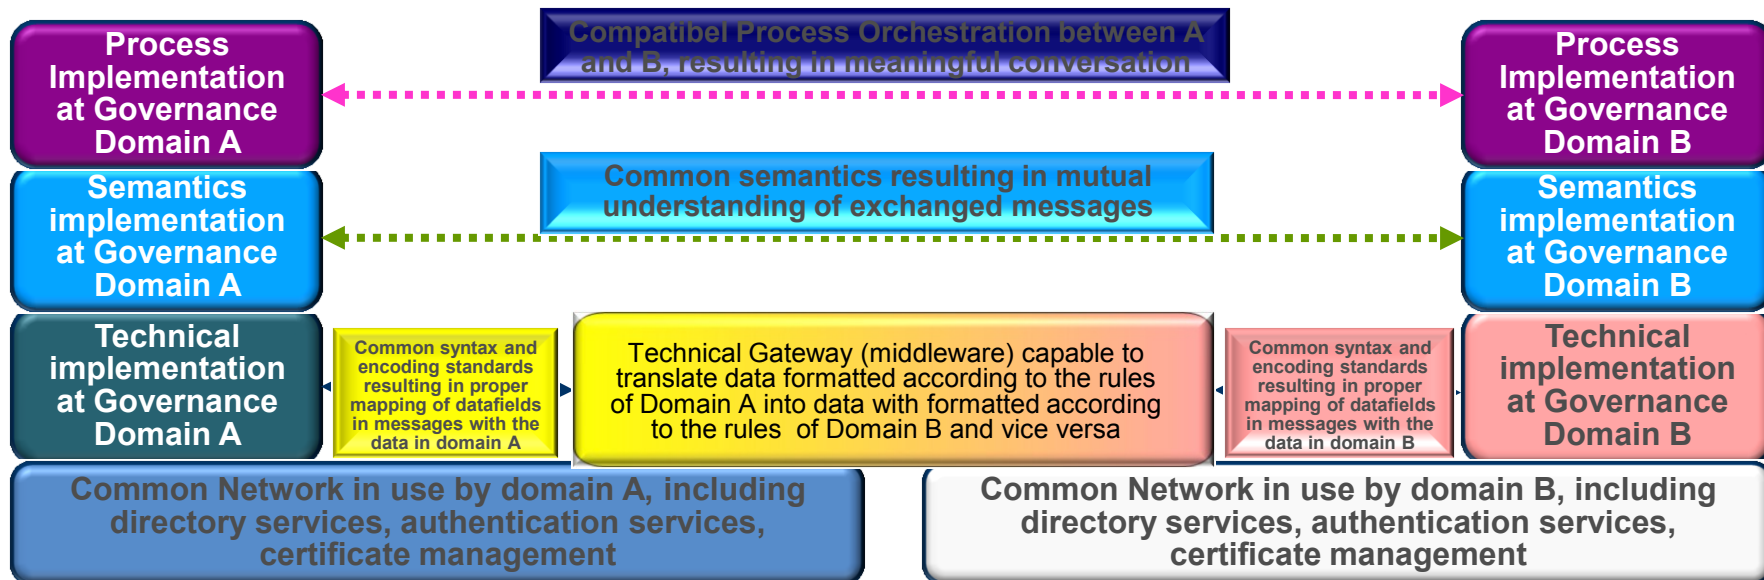 Process
Implementation
at Governance
Domain A
Compatibel Process Orchestration between A
and B, resulting in meaningful conversation
Process
Implementation
at Governance
Domain B
Semantics
implementation
at Governance
Domain A
Common semantics resulting in mutual
understanding of exchanged messages
Semantics
implementation
at Governance
Domain B
Technical
implementation
at Governance
Domain A
Common syntax and
encoding standards
resulting in proper
mapping of datafields
in messages with the
data in domain A
Technical Gateway (middleware) capable to
translate data formatted according to the rules
of Domain A into data with formatted according
to the rules of Domain B and vice versa
Common syntax and
encoding standards
resulting in proper
mapping of datafields
in messages with the
data in domain B
Technical
implementation
at Governance
Domain B
Common Network in use by domain A, including
directory services, authentication services,
certificate management
Common Network in use by domain B, including
directory services, authentication services,
certificate management